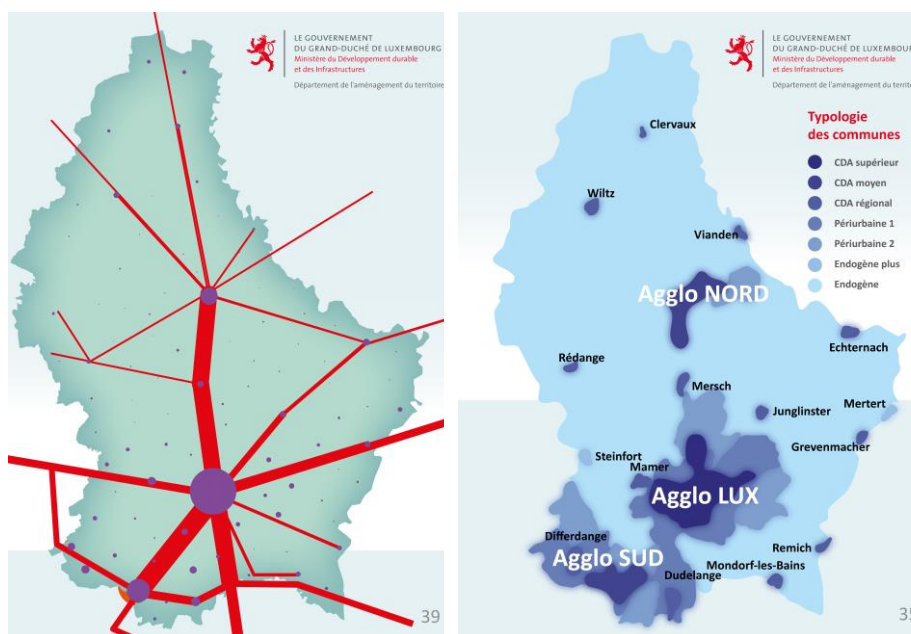 LE GOUVERNEMENT
DU GRAND-DUCHÉ DE LUXEMBOURG
Ministère du Développement durable
et des Infrastructures
Département de l'aménagement du territoire
39
LE GOUVERNEMENT
DU GRAND-DUCHÉ DE LUXEMBOURG
Ministère du Développement durable
et des Infrastructures
Département de l'aménagement du territoire
Typologie
des communes
CDA supérieur
CDA moyen
CDA régional
Périurbaine 1
Périurbaine 2
Endogène plus
Endogène
Clervaux
Wiltz
Vianden
Agglo NORD
Echternach
Rédange
Mersch
Junglinster
Mertert
Grevenmacher
Steinfort
Mamer
Agglo LUX
Differdange
Agglo SUD
Remich
Mondorf-les-Bains
Dudelange